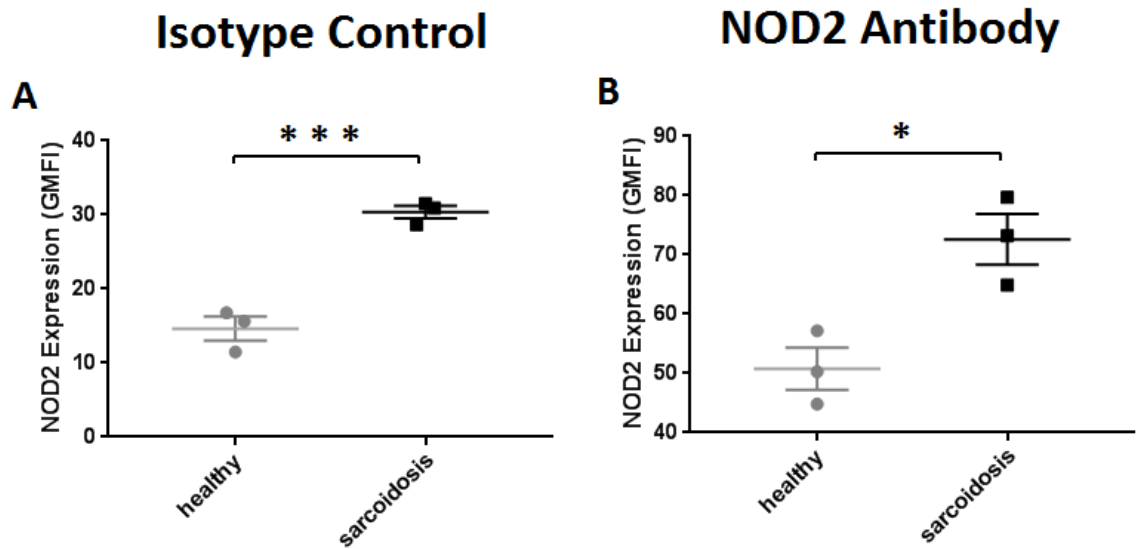 Isotype Control
NOD2 Antibody
A
* * *
NOD2 Expression (GMFI)
40
30
20
10
0
healthy
sarcoidosis
B
*
NOD2 Expression (GMFI)
90
80
70
60
50
40
healthy
sarcoidosis